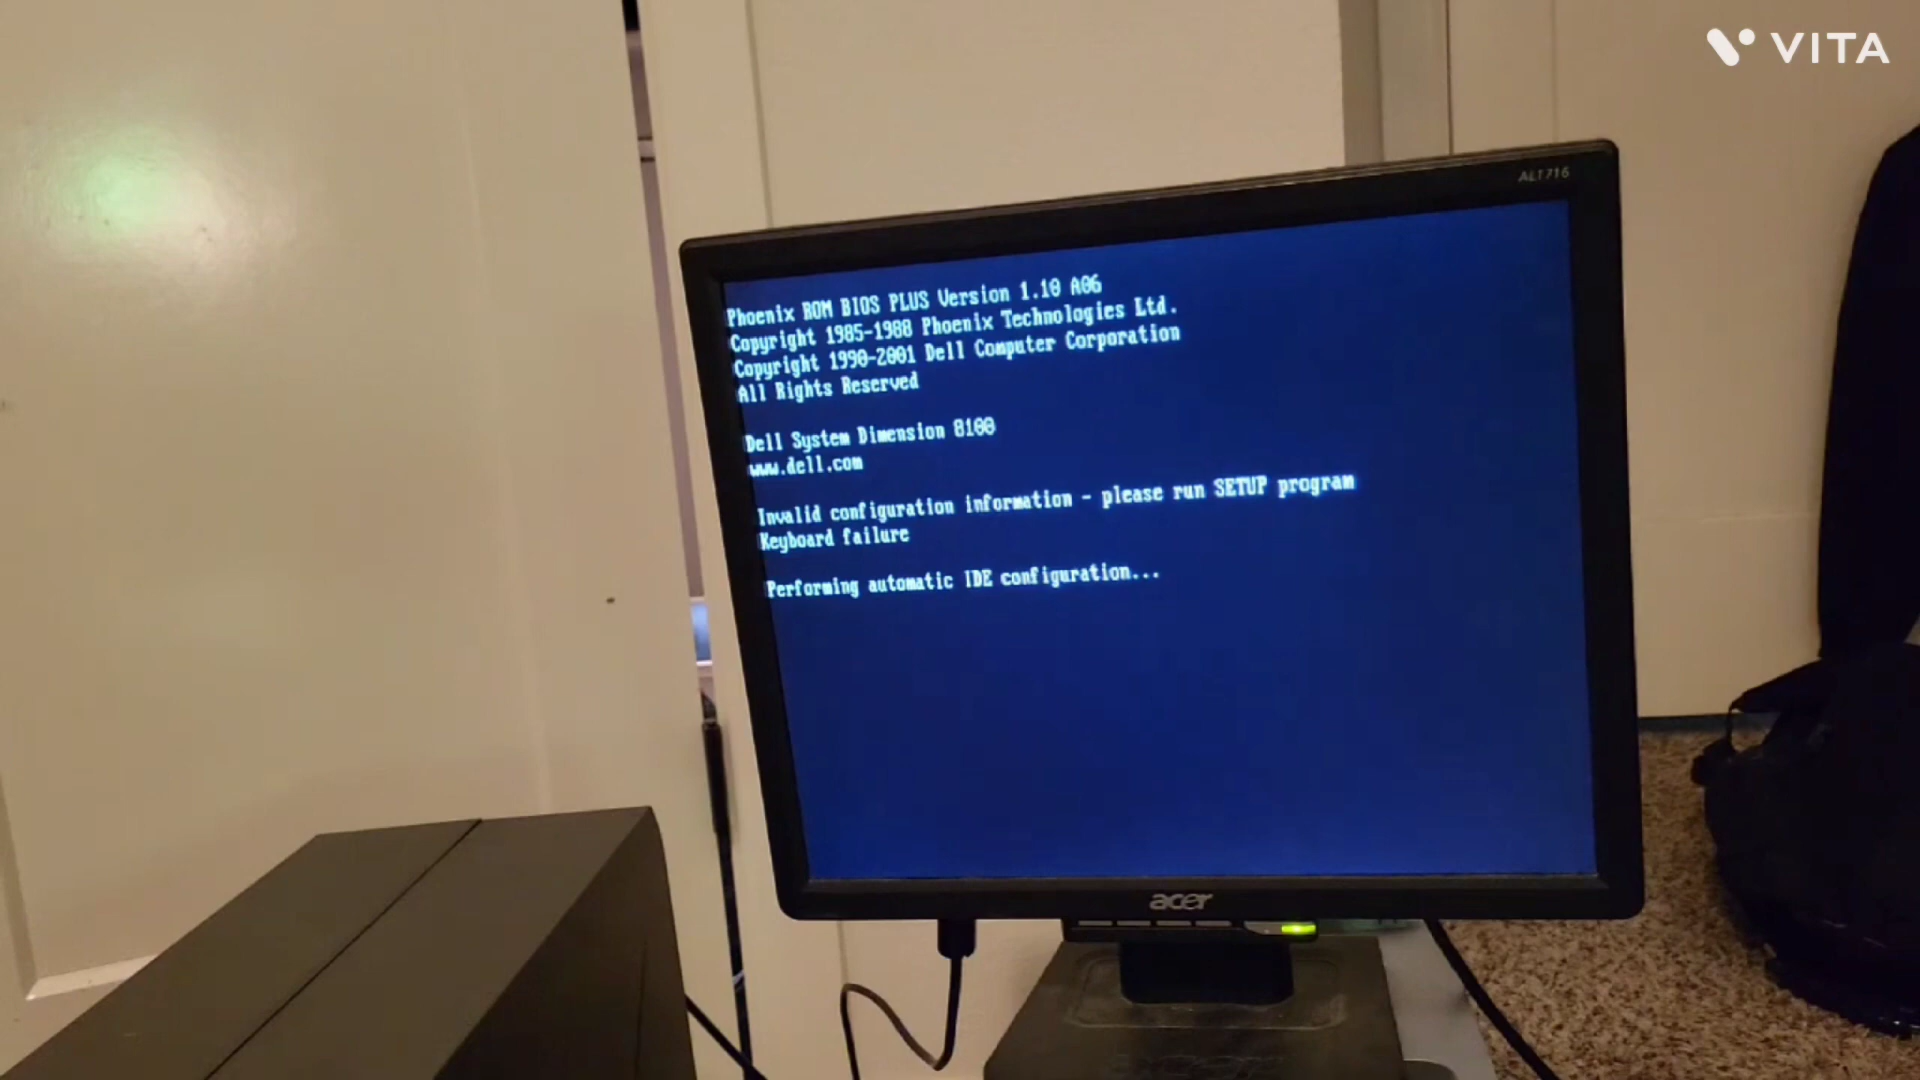 VITA
AL1716
Phoenix ROM BIOS PLUS Version 1.10 A06
Copyright 1985-1988 Phoenix Technologies Ltd.
Copyright 1990-2001 Dell Computer Corporation
All Rights Reserved
Dell System Dimension 8100
www.dell.com
Invalid configuration information - please run SETUP program
Keyboard failure
Performing automatic IDE configuration...
acer